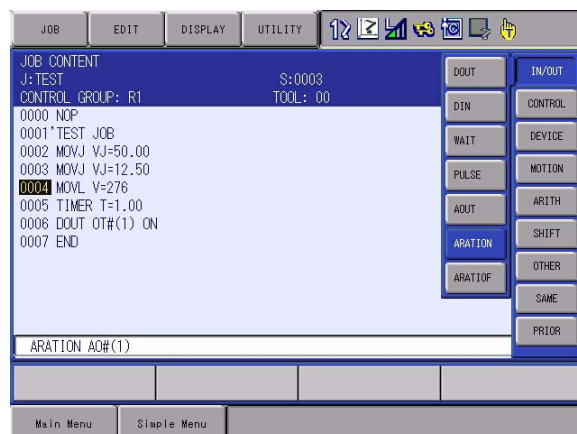 JOB EDIT DISPLAY UTILITY
JOB CONTENT
J:TEST S:0003
CONTROL GROUP: R1 TOOL: 00
0000 NOP
0001'TEST JOB
0002 MOVJ VJ=50.00
0003 MOVJ VJ=12.50
0004 MOVL V=276
0005 TIMER T=1.00
0006 DOUT OT#(1) ON
0007 END
DOUT
DIN
WAIT
PULSE
AOUT
ARATION
ARATIOF
IN/OUT
CONTROL
DEVICE
MOTION
ARITH
SHIFT
OTHER
SAME
PRIOR
ARATION AO#(1)
Main Menu Simple Menu